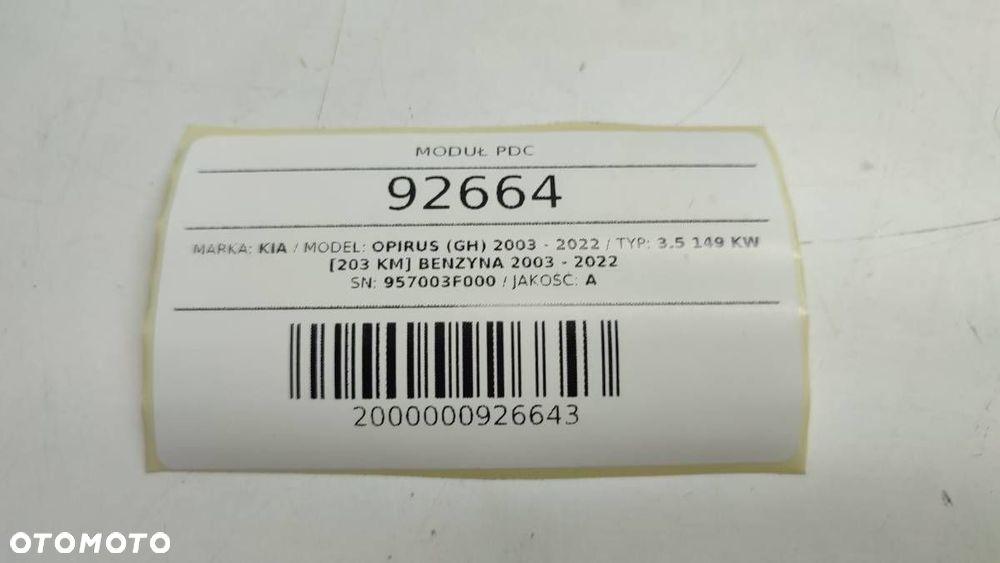 MODUŁ PDC
92664
MARKA: KIA / MODEL: OPIRUS (GH) 2003 - 2022 / TYP: 3.5 149 KW
[203 KM] BENZYNA 2003 - 2022
SN: 957003F000 / JAKOŚĆ: A
2000000926643
OTOMOTO